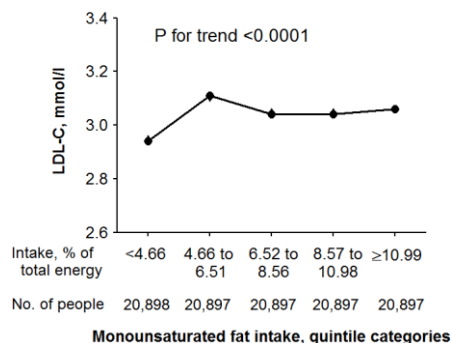 3.4
P for trend <0.0001
3.2
LDL-C, mmol/l
3.0
2.8
2.6
Intake, % of <4.66 4.66 to 6.52 to 8.57 to ≥10.99
total energy 6.51 8.56 10.98
No. of people 20,898 20,897 20,897 20,897 20,897
Monounsaturated fat intake, quintile categories